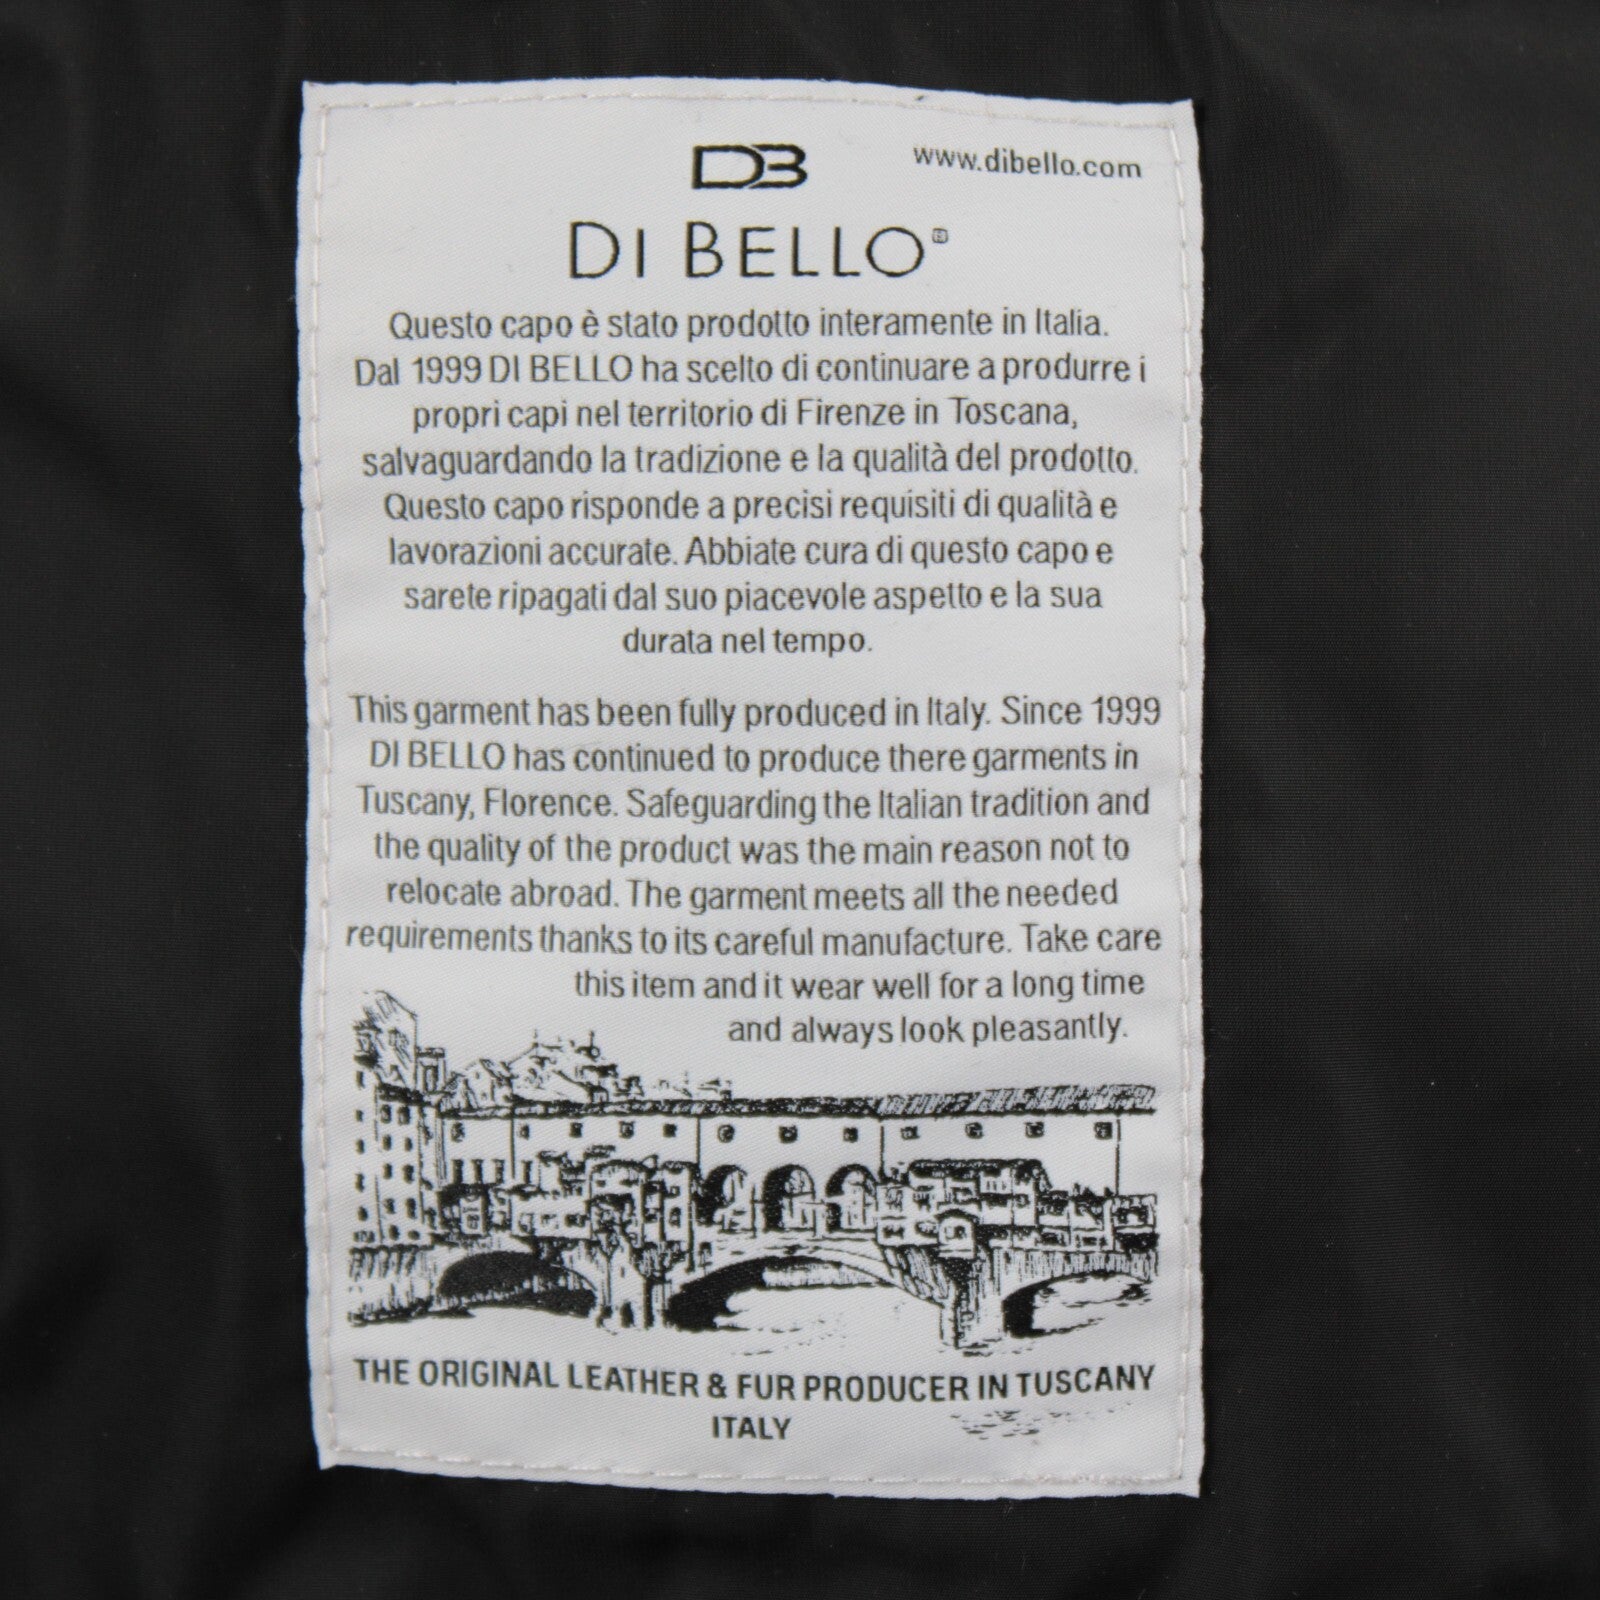 DB
www.dibello.com
DI BELLO®
Questo capo è stato prodotto interamente in Italia.
Dal 1999 DI BELLO ha scelto di continuare a produrre i
propri capi nel territorio di Firenze in Toscana,
salvaguardando la tradizione e la qualità del prodotto.
Questo capo risponde a precisi requisiti di qualità e
lavorazioni accurate. Abbiate cura di questo capo e
sarete ripagati dal suo piacevole aspetto e la sua
durata nel tempo.
This garment has been fully produced in Italy. Since 1999
DI BELLO has continued to produce there garments in
Tuscany, Florence. Safeguarding the Italian tradition and
the quality of the product was the main reason not to
relocate abroad. The garment meets all the needed
requirements thanks to its careful manufacture. Take care
this item and it wear well for a long time
and always look pleasantly.
THE ORIGINAL LEATHER & FUR PRODUCER IN TUSCANY
ITALY